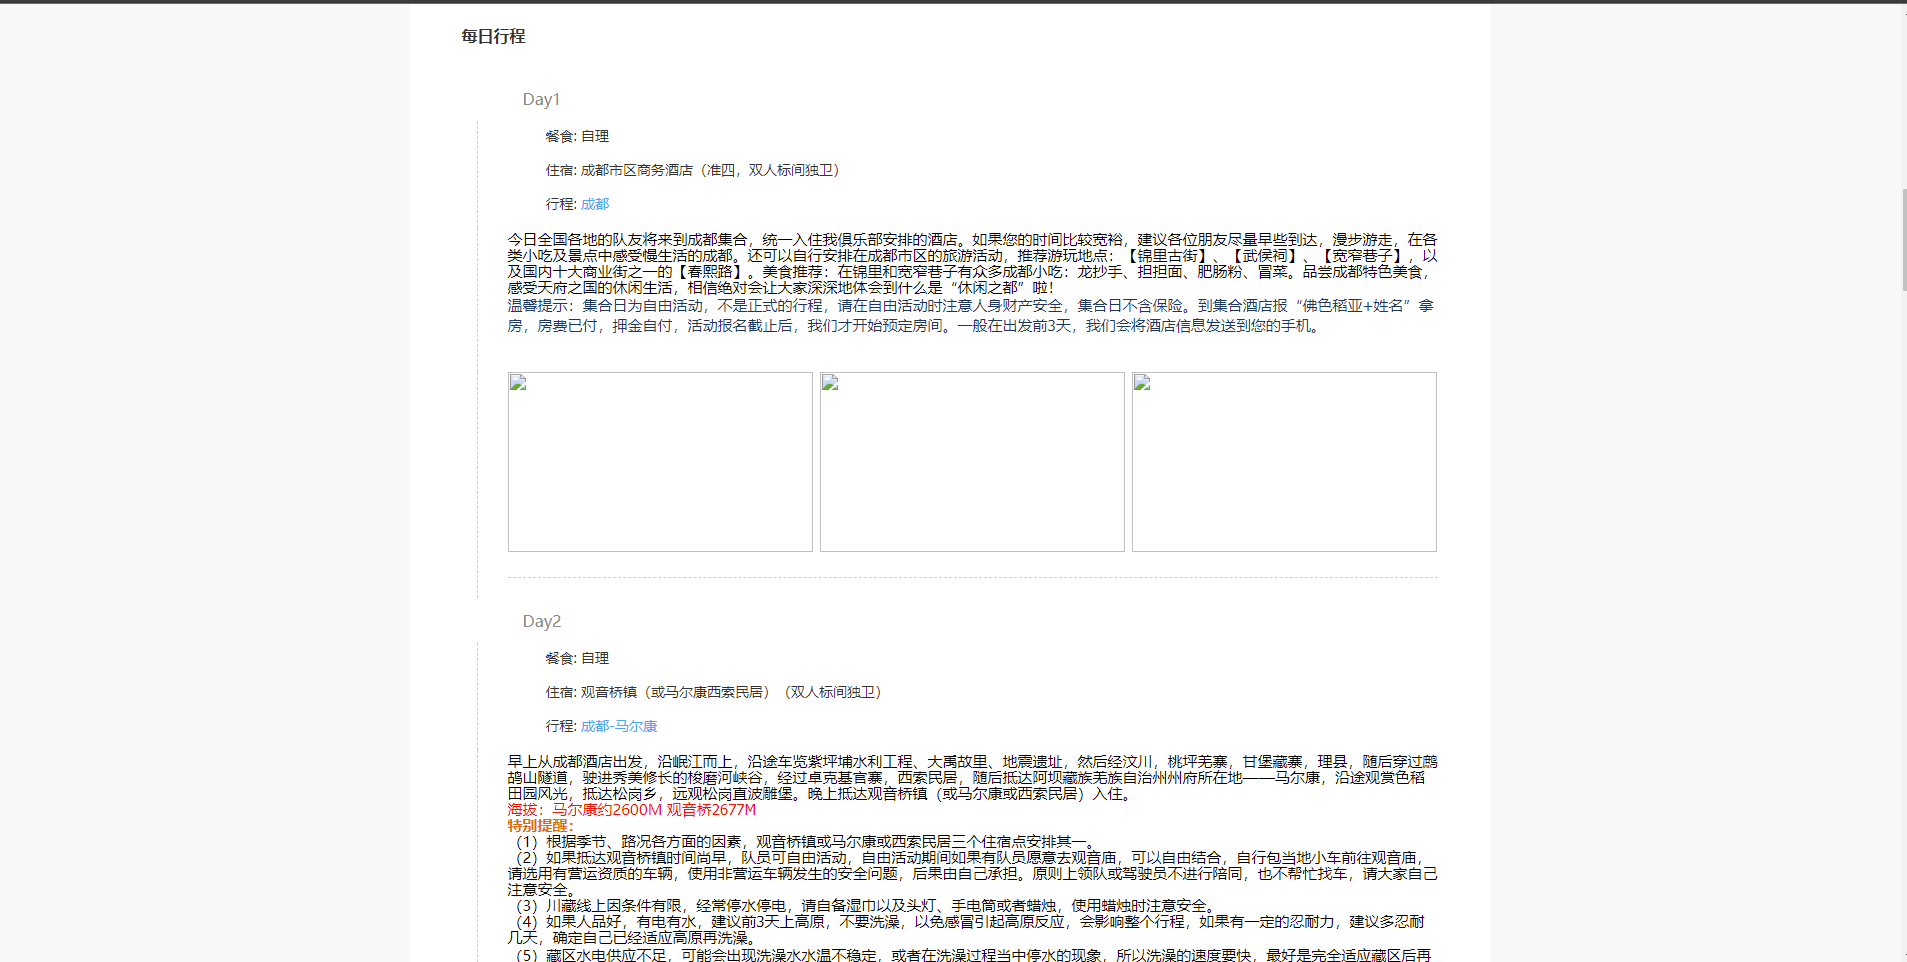 每日行程
Day1
餐食: 自理
住宿: 成都市区商务酒店（准四，双人标间独卫）
行程: 成都
今日全国各地的队友将来到成都集合，统一入住我俱乐部安排的酒店。如果您的时间比较宽裕，建议各位朋友尽量早些到达，漫步游走，在各
类小吃及景点中感受慢生活的成都。还可以自行安排在成都市区的旅游活动，推荐游玩地点：【锦里古街】、【武侯祠】、【宽窄巷子】，以
及国内十大商业街之一的【春熙路】。美食推荐：在锦里和宽窄巷子有众多成都小吃：龙抄手、担担面、肥肠粉、冒菜。品尝成都特色美食，
感受天府之国的休闲生活，相信绝对会让大家深深地体会到什么是“休闲之都”啦！
温馨提示：集合日为自由活动，不是正式的行程，请在自由活动时注意人身财产安全，集合日不含保险。到集合酒店报“佛色稻亚+姓名”拿
房，房费已付，押金自付，活动报名截止后，我们才开始预定房间。一般在出发前3天，我们会将酒店信息发送到您的手机。
Day2
餐食: 自理
住宿: 观音桥镇（或马尔康西索民居）（双人标间独卫）
行程: 成都-马尔康
早上从成都酒店出发，沿岷江而上，沿途车览紫坪埔水利工程、大禹故里、地震遗址，然后经汶川，桃坪羌寨，甘堡藏寨，理县，随后穿过鹧
鸪山隧道，驶进秀美修长的梭磨河峡谷，经过卓克基官寨，西索民居，随后抵达阿坝藏族羌族自治州州府所在地——马尔康，沿途观赏色稻
田园风光，抵达松岗乡，远观松岗直波雕堡。晚上抵达观音桥镇（或马尔康或西索民居）入住。
海拔：马尔康约2600M 观音桥2677M
特别提醒：
（1）根据季节、路况各方面的因素，观音桥镇或马尔康或西索民居三个住宿点安排其一。
（2）如果抵达观音桥镇时间尚早，队员可自由活动，自由活动期间如果有队员愿意去观音庙，可以自由结合，自行包当地小车前往观音庙，
请选用有营运资质的车辆，使用非营运车辆发生的安全问题，后果由自己承担。原则上领队或驾驶员不进行陪同，也不帮忙找车，请大家自己
注意安全。
（3）川藏线上因条件有限，经常停水停电，请自备湿巾以及头灯、手电筒或者蜡烛，使用蜡烛时注意安全。
（4）如果人品好，有电有水，建议前3天上高原，不要洗澡，以免感冒引起高原反应，会影响整个行程，如果有一定的忍耐力，建议多忍耐
几天，确定自己已经适应高原再洗澡。
（5）藏区水电供应不足，可能会出现洗澡水水温不稳定，或者在洗澡过程当中停水的现象，所以洗澡的速度要快，最好是完全适应藏区后再